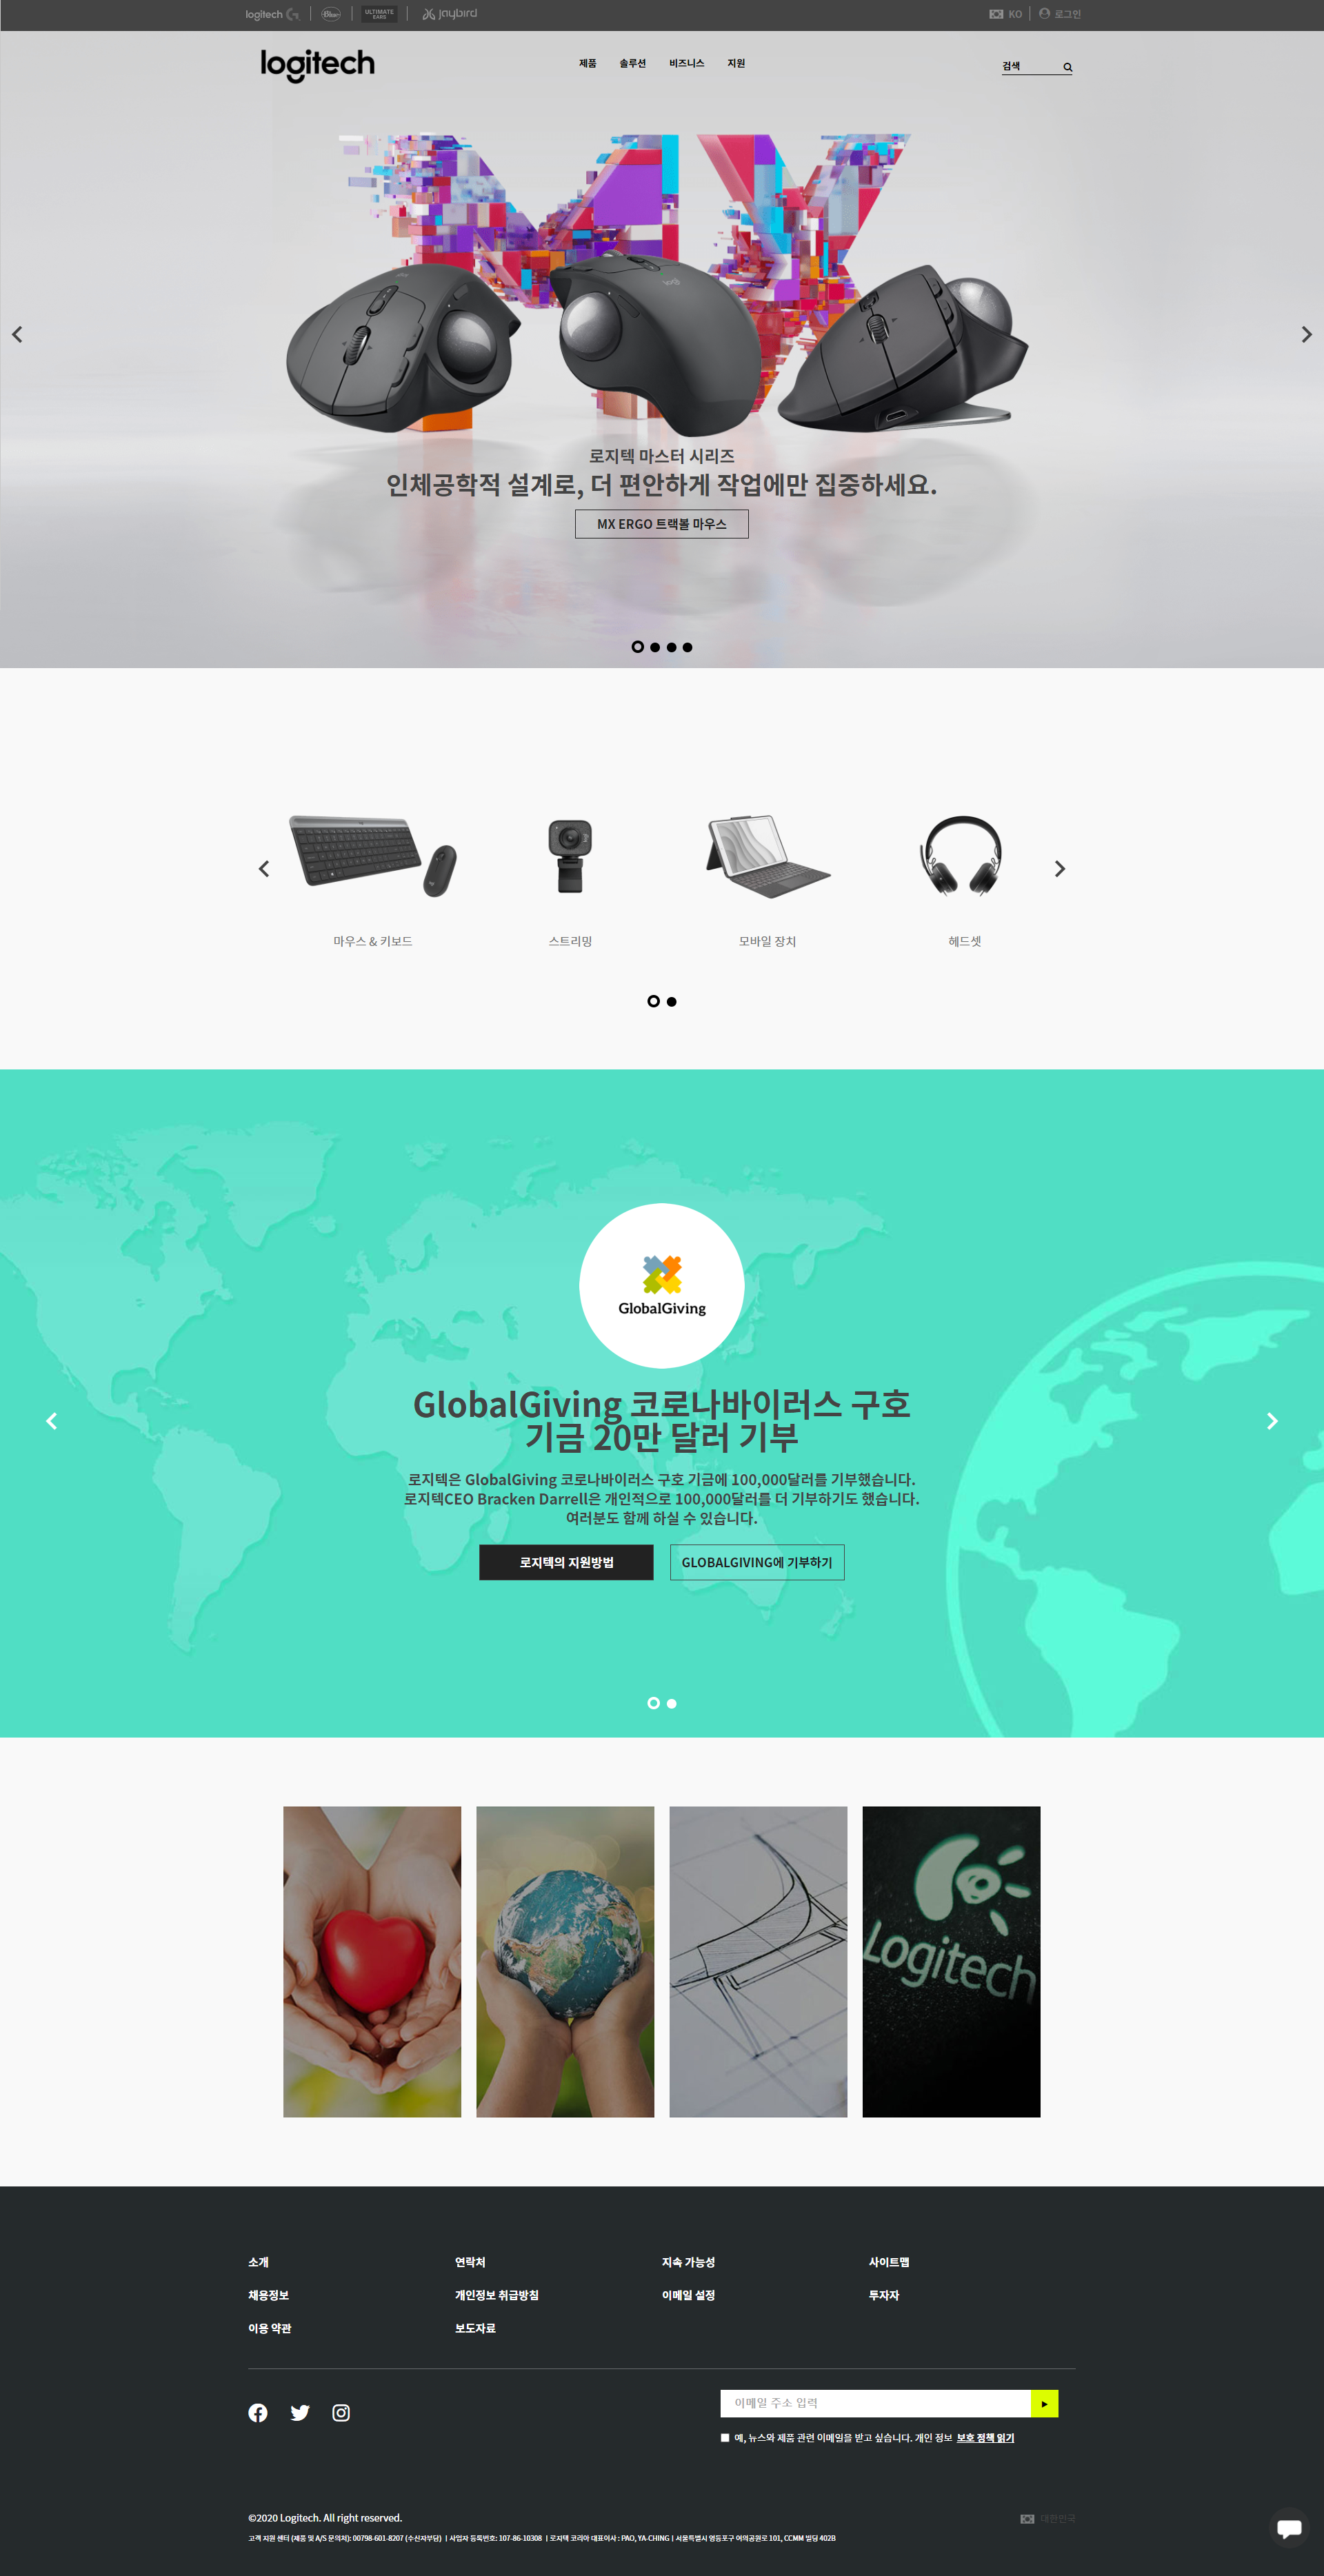 logitech G
Blue
ULTIMATE
EARS
jaybird
KO
로그인
logitech
제품
솔루션
비즈니스
지원
검색
MX
로지텍 마스터 시리즈
인체공학적 설계로, 더 편안하게 작업에만 집중하세요.
MX ERGO 트랙볼 마우스
마우스 & 키보드
스트리밍
모바일 장치
헤드셋
GlobalGiving
GlobalGiving 코로나바이러스 구호
기금 20만 달러 기부
로지텍은 GlobalGiving 코로나바이러스 구호 기금에 100,000달러를 기부했습니다.
로지텍CEO Bracken Darrell은 개인적으로 100,000달러를 더 기부하기도 했습니다.
여러분도 함께 하실 수 있습니다.
로지텍의 지원방법
GLOBALGIVING에 기부하기
Logitech
소개
연락처
지속 가능성
사이트맵
채용정보
개인정보 취급방침
이메일 설정
투자자
이용 약관
보도자료
이메일 주소 입력
예, 뉴스와 제품 관련 이메일을 받고 싶습니다. 개인 정보 보호 정책 읽기
©2020 Logitech. All right reserved.
대한민국
고객 지원 센터 (제품 및 A/S 문의처): 00798-601-8207 (수신자부담) | 사업자 등록번호: 107-86-10308 | 로지텍 코리아 대표이사 : PAO, YA-CHING | 서울특별시 영등포구 여의공원로 101, CCMM 빌딩 402B